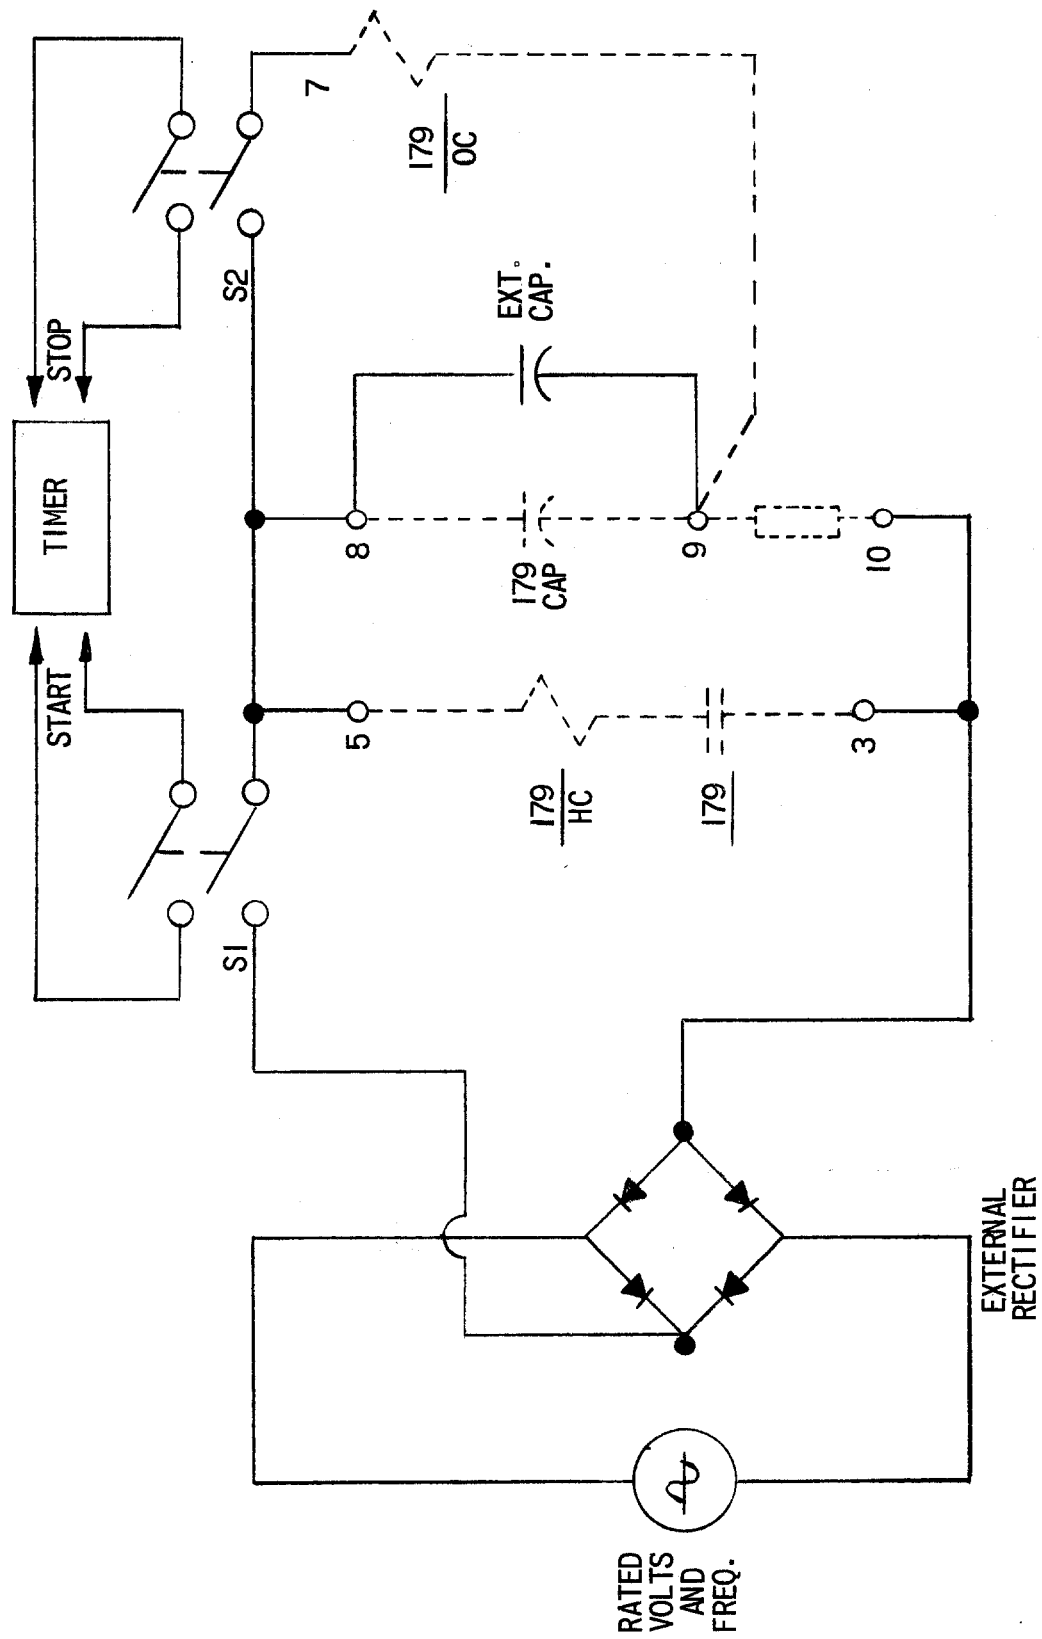 TIMER
START
STOP
S1
S2
7
179
OC
EXT.
CAP.
8
179
CAP
9
10
5
179
HC
179
3
RATED
VOLTS
AND
FREQ.
EXTERNAL
RECTIFIER